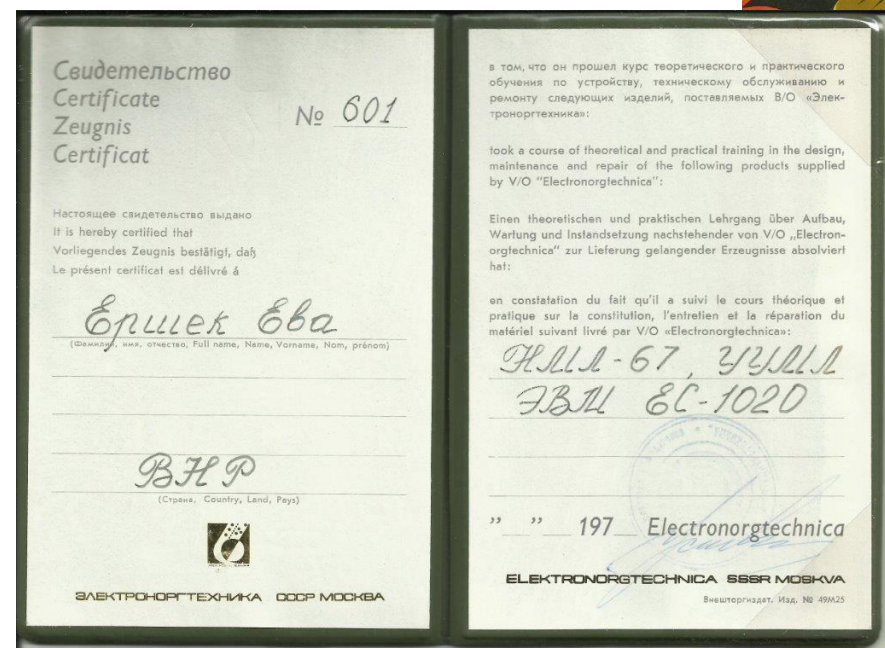 Свидетельство
Certificate
Zeugnis
Certificat
№ 601
Настоящее свидетельство выдано
It is hereby certified that
Vorliegendes Zeugnis bestätigt, daß
Le présent certificat est délivré á
Ершек Ева
(Фамилия, имя, отчество, Full name, Name, Vorname, Nom, prénom)
ВНР
(Страна, Country, Land, Pays)
ЭЛЕКТРОНОРГТЕХНИКА СССР МОСКВА
в том, что он прошел курс теоретического и практического
обучения по устройству, техническому обслуживанию и
ремонту следующих изделий, поставляемых В/О «Элек-
троноргтехника»:
took a course of theoretical and practical training in the design,
maintenance and repair of the following products supplied
by V/O "Electronorgtechnica":
Einen theoretischen und praktischen Lehrgang über Aufbau,
Wartung und Instandsetzung nachstehender von V/O „Electron-
orgtechnica" zur Lieferung gelangender Erzeugnisse absolviert
hat:
en constatation du fait qu'il a suivi le cours théorique et
pratique sur la constitution, l'entretien et la réparation du
matériel suivant livré par V/O «Electronorgtechnica»:
НМЛ-67, УУМЛ
ЭВМ ЕС-1020
" " 197 Electronorgtechnica
ELEKTRONORGTECHNICA SSSR MOSKVA
Внешторгиздат. Изд. № 49М25